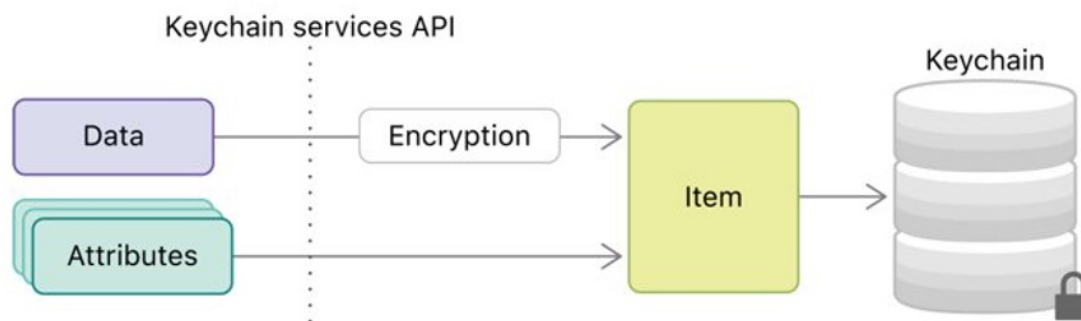 Keychain services API
Keychain
Data
Encryption
Item
Attributes